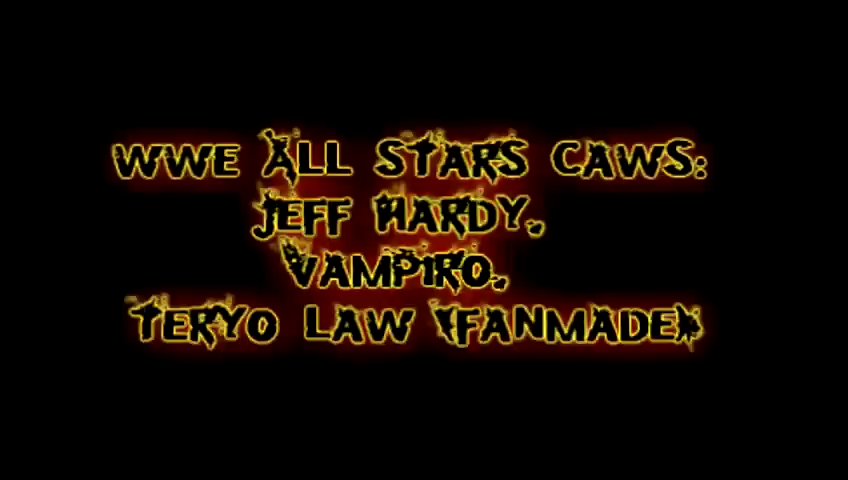 WWE ALL STARS CAWS:
JEFF HARDY,
VAMPIRO,
TERYO LAW (FANMADE)